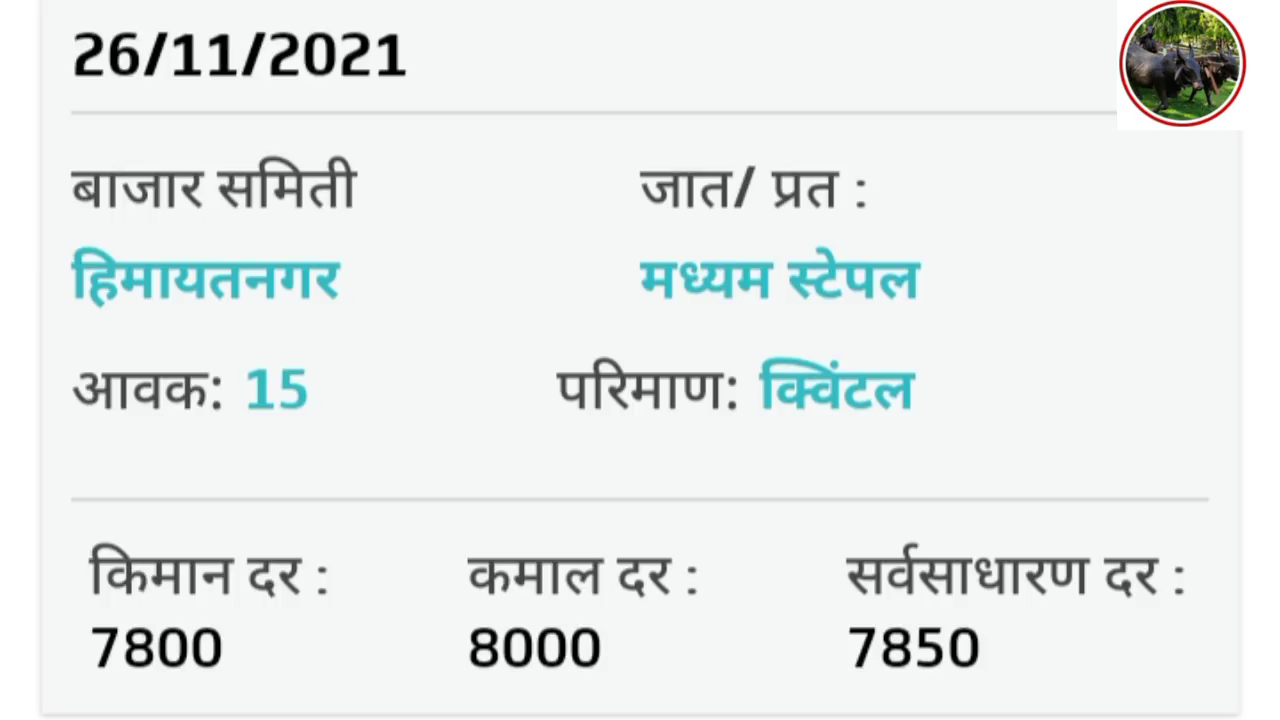 26/11/2021
बाजार समिती जात/ प्रत :
हिमायतनगर मध्यम स्टेपल
आवक: 15 परिमाण: क्विंटल
किमान दर : कमाल दर : सर्वसाधारण दर :
7800 8000 7850